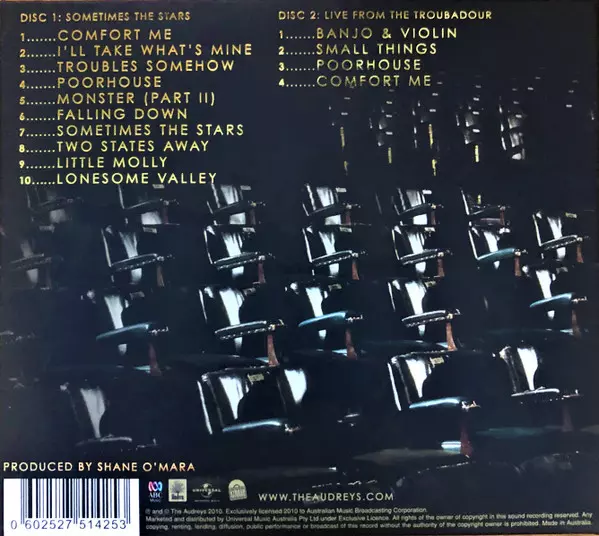 DISC 1: SOMETIMES THE STARS
1.......COMFORT ME
2.......I'LL TAKE WHAT'S MINE
3.......TROUBLES SOMEHOW
4.......POORHOUSE
5.......MONSTER (PART II)
6.......FALLING DOWN
7.......SOMETIMES THE STARS
8.......TWO STATES AWAY
9.......LITTLE MOLLY
10......LONESOME VALLEY
DISC 2: LIVE FROM THE TROUBADOUR
1.......BANJO & VIOLIN
2.......SMALL THINGS
3.......POORHOUSE
4.......COMFORT ME
PRODUCED BY SHANE O'MARA
0 602527 514253
ABC
Music
UNIVERSAL
WWW.THEAUDREYS.COM
℗ and © The Audreys 2010. Exclusively licensed 2010 to Australian Music Broadcasting Corporation.
Marketed and distributed by Universal Music Australia Pty Ltd under Exclusive Licence. All rights of the owner of copyright in this sound recording reserved. Any
copying, renting, lending, diffusion, public performance or broadcast of this record without the authority of the copyright owner is prohibited. Made in Australia.